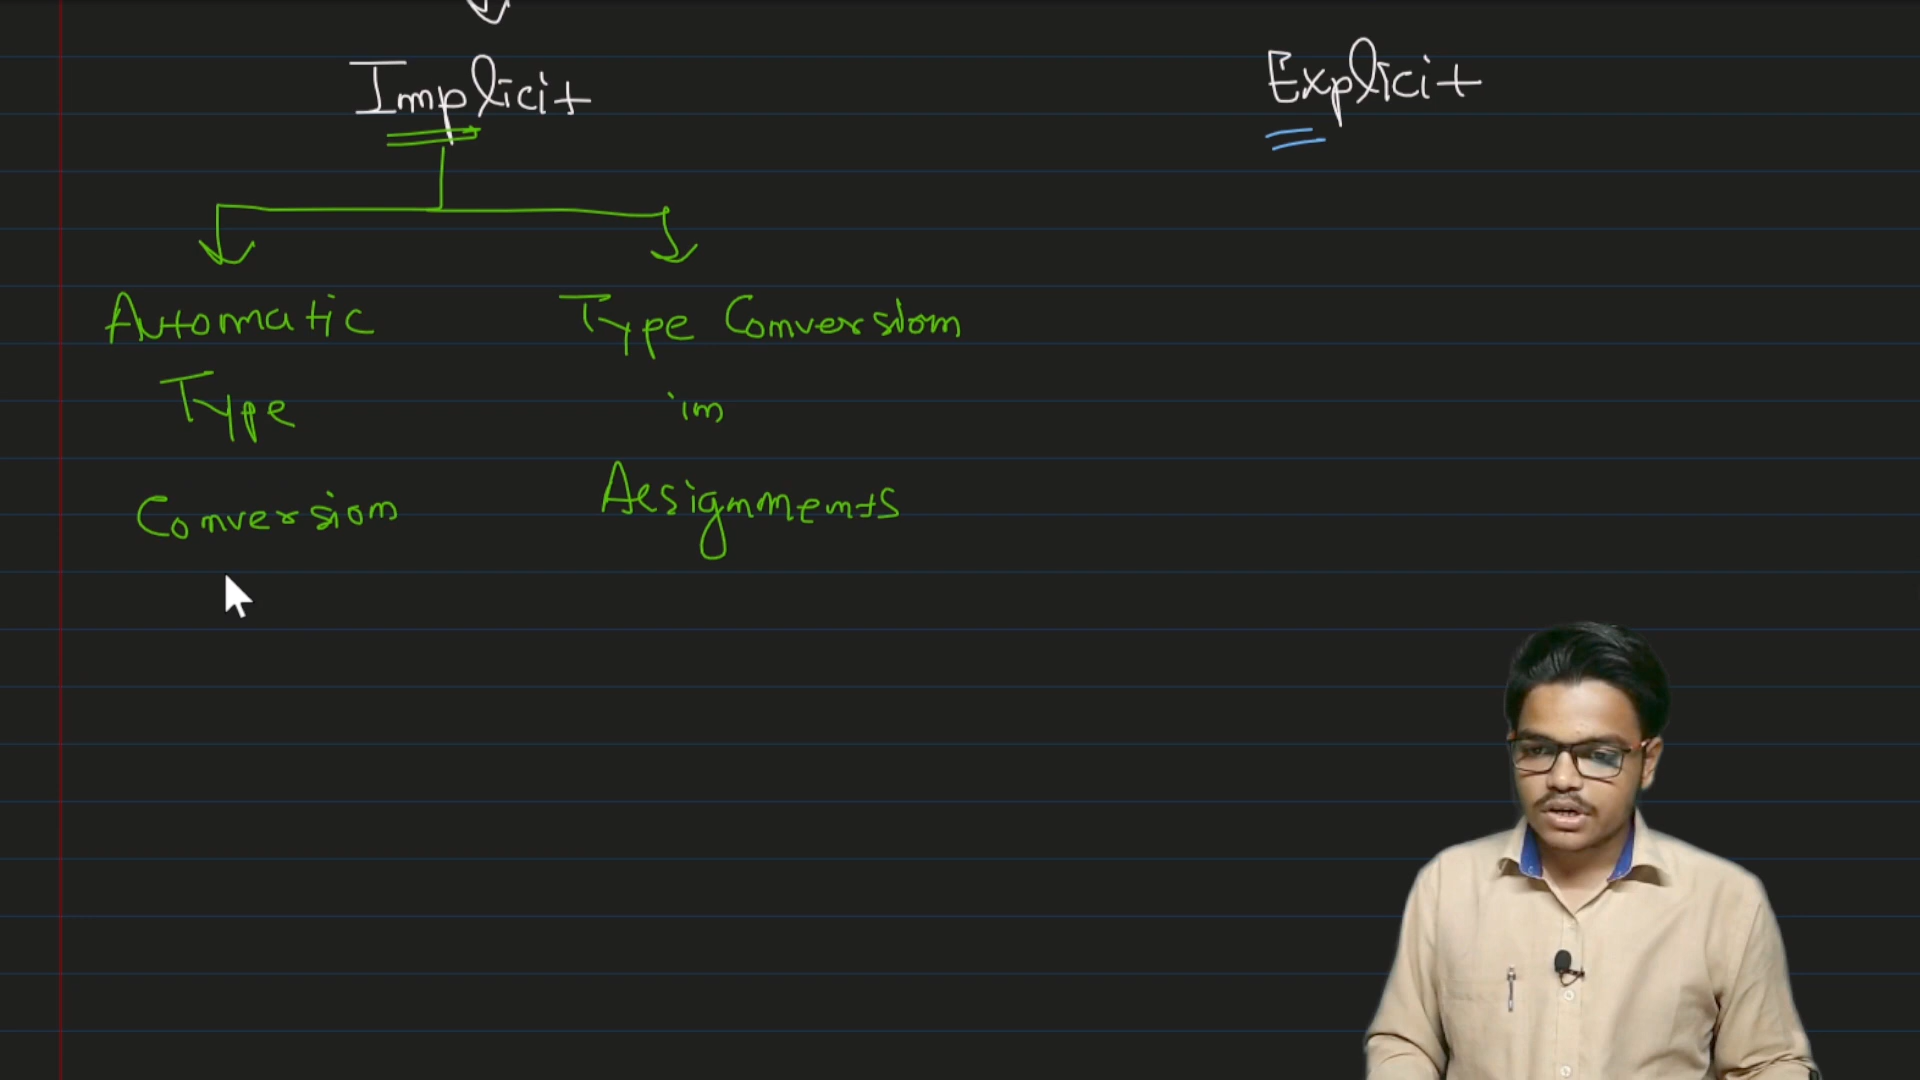 Implicit
Explicit
Automatic
Type
Conversion
Type Conversion
in
Assignments